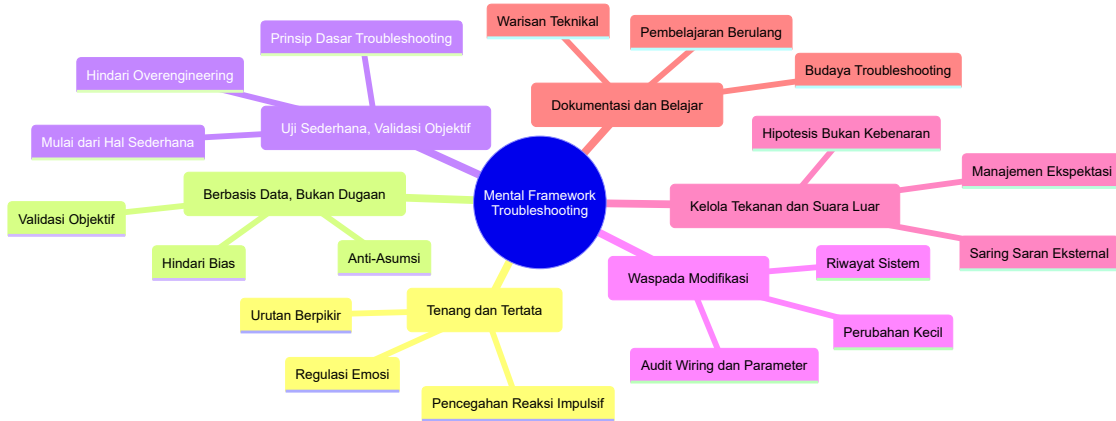 Mental Framework
Troubleshooting
Tenang dan Tertata
Urutan Berpikir
Regulasi Emosi
Pencegahan Reaksi Impulsif
Berbasis Data, Bukan Dugaan
Validasi Objektif
Hindari Bias
Anti-Asumsi
Uji Sederhana, Validasi Objektif
Prinsip Dasar Troubleshooting
Hindari Overengineering
Mulai dari Hal Sederhana
Dokumentasi dan Belajar
Warisan Teknikal
Pembelajaran Berulang
Budaya Troubleshooting
Kelola Tekanan dan Suara Luar
Hipotesis Bukan Kebenaran
Manajemen Ekspektasi
Saring Saran Eksternal
Waspada Modifikasi
Riwayat Sistem
Perubahan Kecil
Audit Wiring dan Parameter